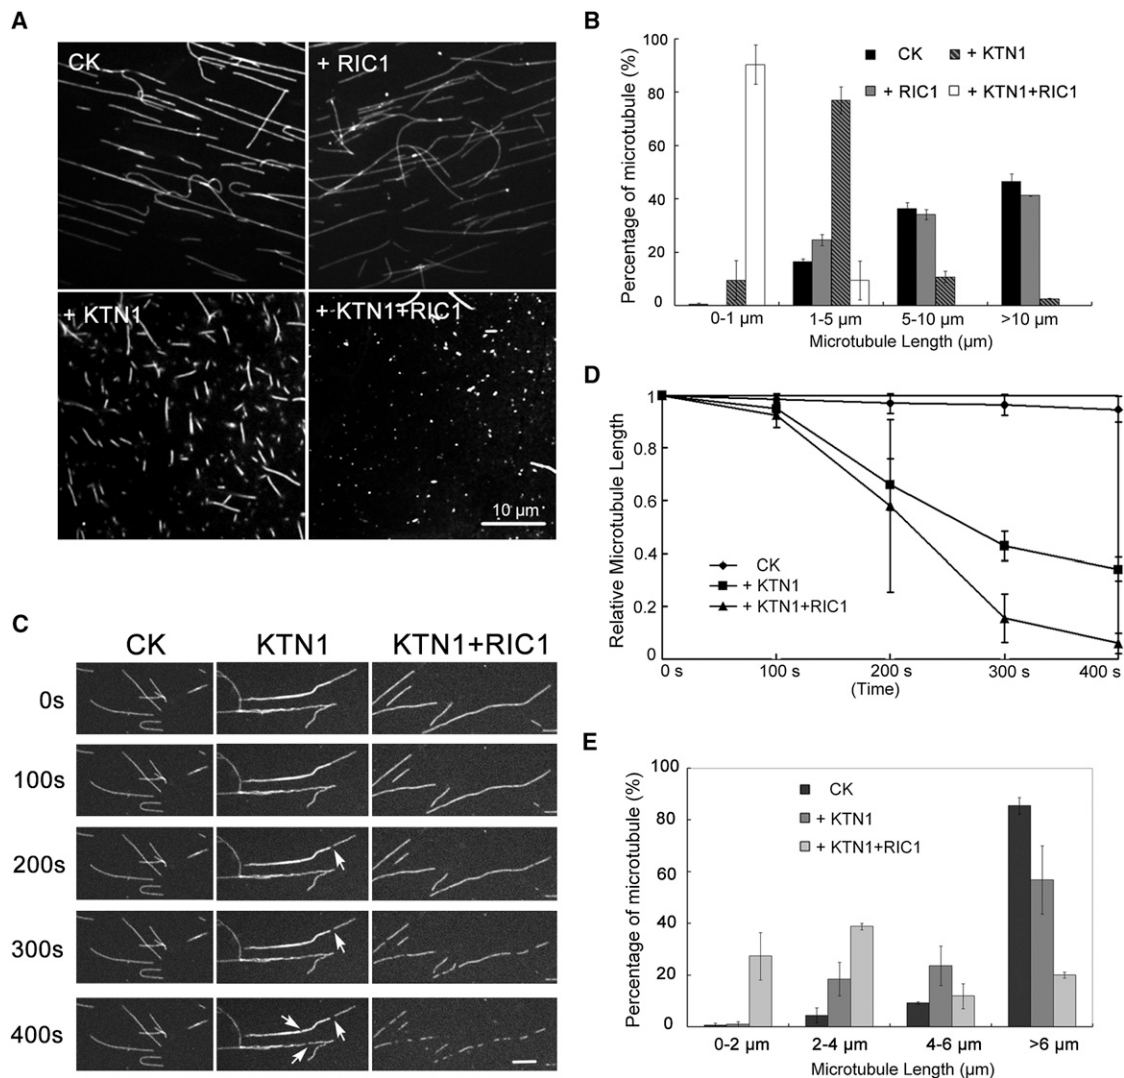 A
CK
+ RIC1
+ KTN1
+ KTN1+RIC1
10 μm
B
Percentage of microtubule (%)
100
80
60
40
20
0
CK
+ KTN1
+ RIC1
+ KTN1+RIC1
0-1 μm
1-5 μm
5-10 μm
>10 μm
Microtubule Length (μm)
C
CK
KTN1
KTN1+RIC1
0s
100s
200s
300s
400s
D
Relative Microtubule Length
1
0.8
0.6
0.4
0.2
0
CK
+ KTN1
+ KTN1+RIC1
0 s
100 s
200 s
300 s
400 s
(Time)
E
Percentage of microtubule (%)
100
80
60
40
20
0
CK
+ KTN1
+ KTN1+RIC1
0-2 μm
2-4 μm
4-6 μm
>6 μm
Microtubule Length (μm)